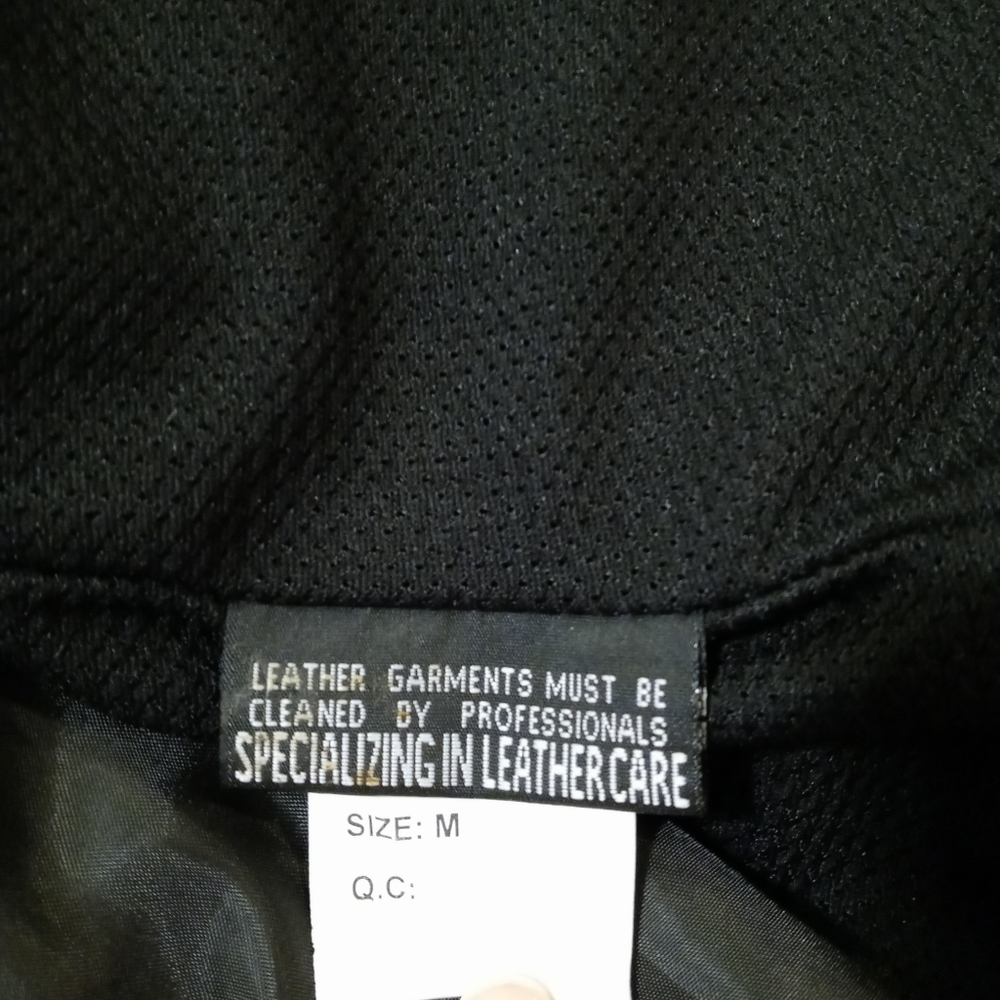 LEATHER GARMENTS MUST BE
CLEANED BY PROFESSIONALS
SPECIALIZING IN LEATHER CARE
SIZE: M
Q.C: